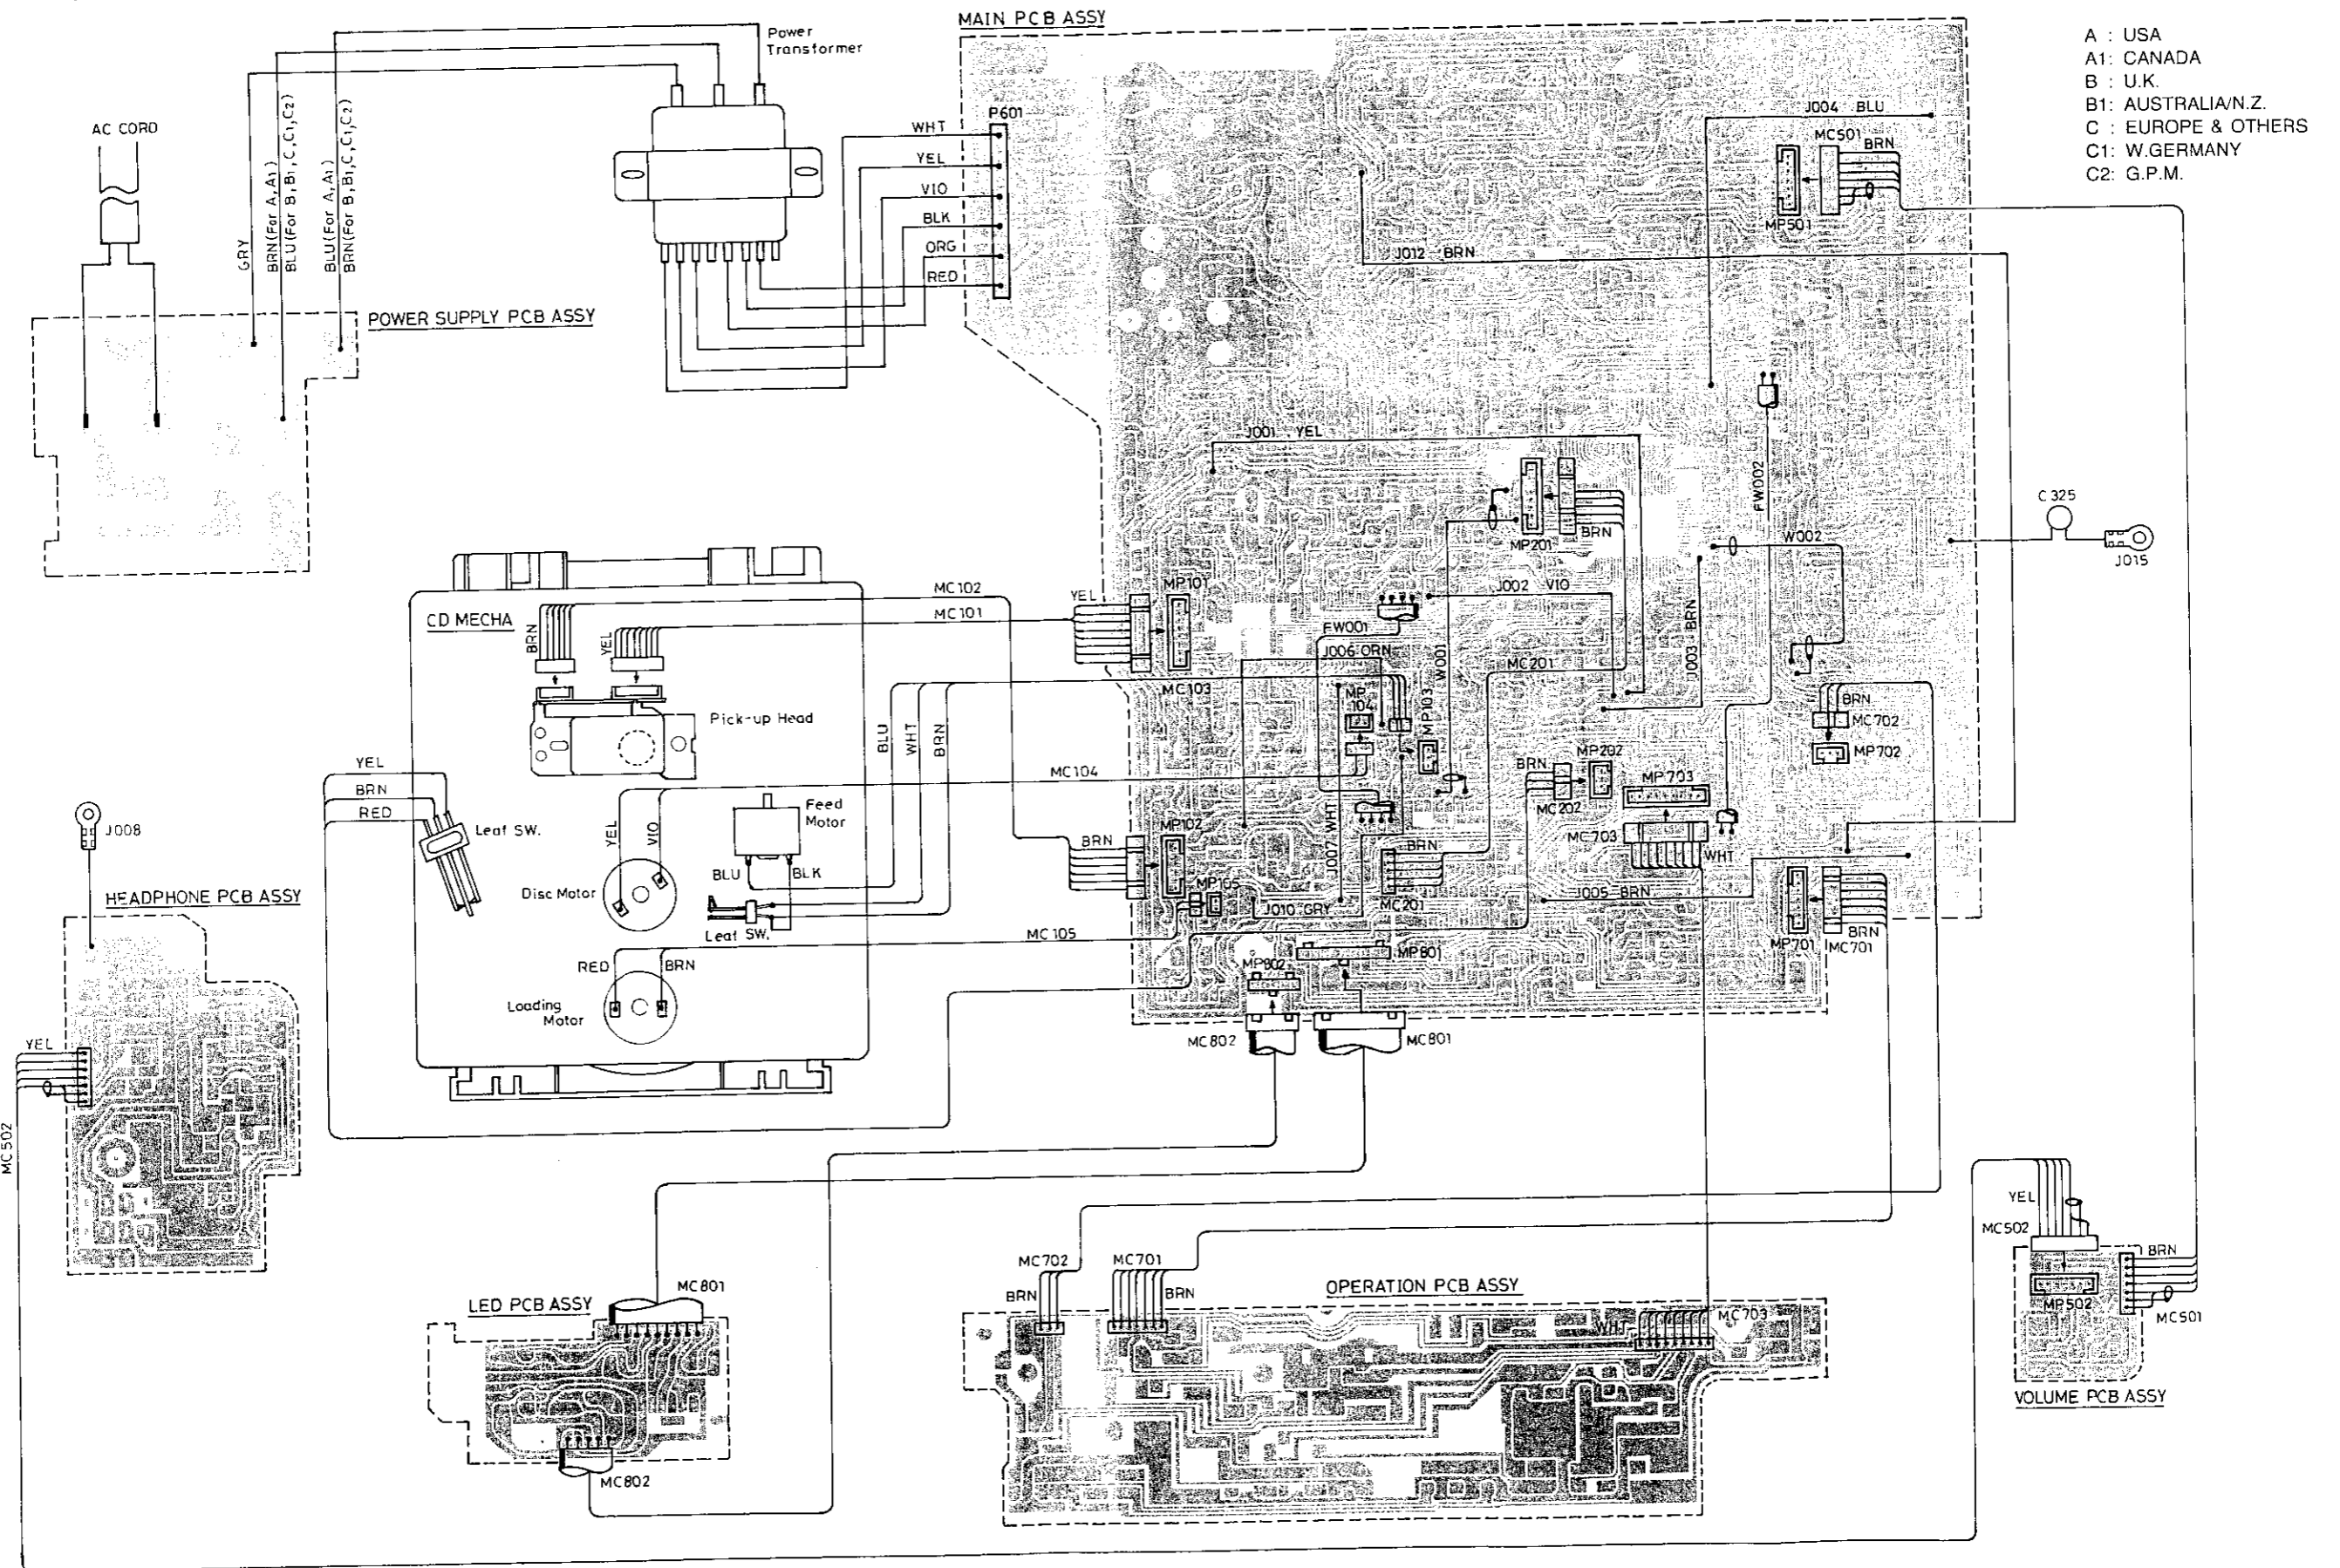 MAIN PCB ASSY
Power
Transformer
A : USA
A1: CANADA
B : U.K.
B1: AUSTRALIA/N.Z.
C : EUROPE & OTHERS
C1: W.GERMANY
C2: G.P.M.
AC CORD
GRY
BRN(For A,A1)
BLU(For B,B1,C,C1,C2)
BLU(For A,A1)
BRN(For B,B1,C,C1,C2)
POWER SUPPLY PCB ASSY
P601
WHT
YEL
VIO
BLK
ORG
RED
J004 BLU
MC501
BRN
MP501
J012 BRN
J001 YEL
FW002
MP201
BRN
W002
C325
J015
CD MECHA
BRN
YEL
MC102
MC101
YEL
MP101
J002 VIO
FW001
J006 ORN
W001
MC201
J003 BRN
MC103
MP
104
MP103
BRN
MC702
MP702
Pick-up Head
BLU
WHT
BRN
MC104
YEL
BRN
RED
Leaf SW.
J008
YEL
VIO
Feed
Motor
BLU
BLK
Disc Motor
Leaf SW.
MP102
BRN
MP105
J007 WHT
J010 GRY
BRN
MC201
BRN
MC202
MP202
MP703
MC703
WHT
J005 BRN
MP701
BRN
MC701
HEADPHONE PCB ASSY
MC105
RED
BRN
Loading
Motor
MP802
MP801
MC802
MC801
YEL
MC502
YEL
MC502
BRN
MP502
MC501
VOLUME PCB ASSY
MC702
BRN
MC701
BRN
OPERATION PCB ASSY
WHT
MC703
LED PCB ASSY
MC801
MC802